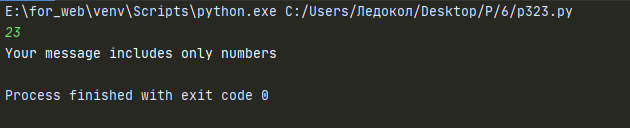 E:\for_web\venv\Scripts\python.exe C:/Users/Ледокол/Desktop/P/6/p323.py
23
Your message includes only numbers
Process finished with exit code 0